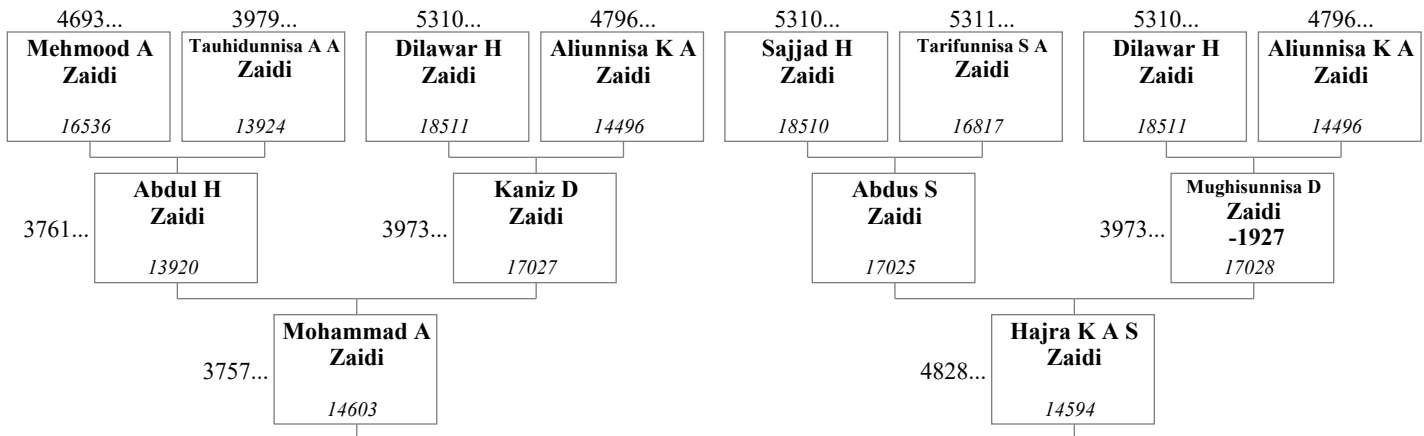 4693... 3979... 5310... 4796... 5310... 5311... 5310... 4796...
Mehmood A Tauhidunnisa A A Dilawar H Aliunnisa K A Sajjad H Tarifunnisa S A Dilawar H Aliunnisa K A
Zaidi Zaidi Zaidi Zaidi Zaidi Zaidi Zaidi Zaidi
16536 13924 18511 14496 18510 16817 18511 14496
Abdul H Kaniz D Abdus S Mughisunnisa D
Zaidi Zaidi Zaidi Zaidi
3761... 3973... 3973... -1927
13920 17027 17025 17028
Mohammad A Hajra K A S
Zaidi Zaidi
3757... 4828...
14603 14594